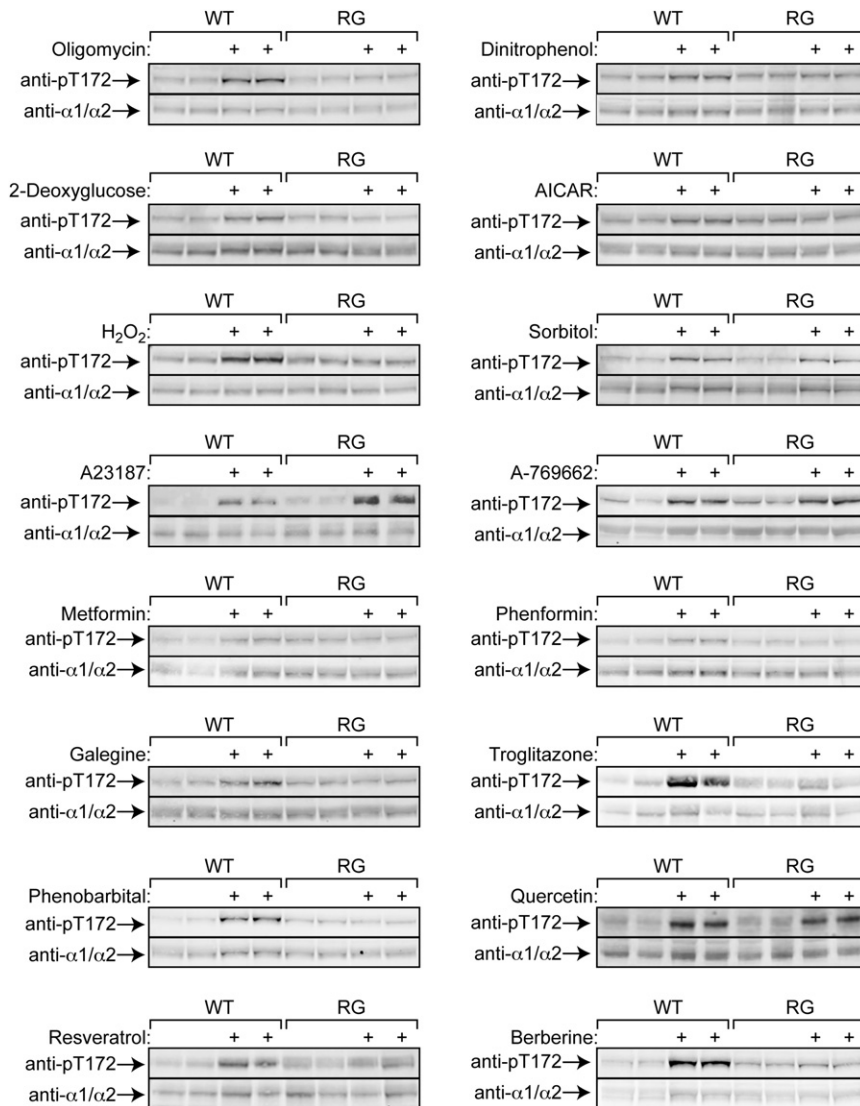 WT RG
Oligomycin: + + + +
anti-pT172
anti-α1/α2
WT RG
Dinitrophenol: + + + +
anti-pT172
anti-α1/α2
WT RG
2-Deoxyglucose: + + + +
anti-pT172
anti-α1/α2
WT RG
AICAR: + + + +
anti-pT172
anti-α1/α2
WT RG
H₂O₂: + + + +
anti-pT172
anti-α1/α2
WT RG
Sorbitol: + + + +
anti-pT172
anti-α1/α2
WT RG
A23187: + + + +
anti-pT172
anti-α1/α2
WT RG
A-769662: + + + +
anti-pT172
anti-α1/α2
WT RG
Metformin: + + + +
anti-pT172
anti-α1/α2
WT RG
Phenformin: + + + +
anti-pT172
anti-α1/α2
WT RG
Galegine: + + + +
anti-pT172
anti-α1/α2
WT RG
Troglitazone: + + + +
anti-pT172
anti-α1/α2
WT RG
Phenobarbital: + + + +
anti-pT172
anti-α1/α2
WT RG
Quercetin: + + + +
anti-pT172
anti-α1/α2
WT RG
Resveratrol: + + + +
anti-pT172
anti-α1/α2
WT RG
Berberine: + + + +
anti-pT172
anti-α1/α2